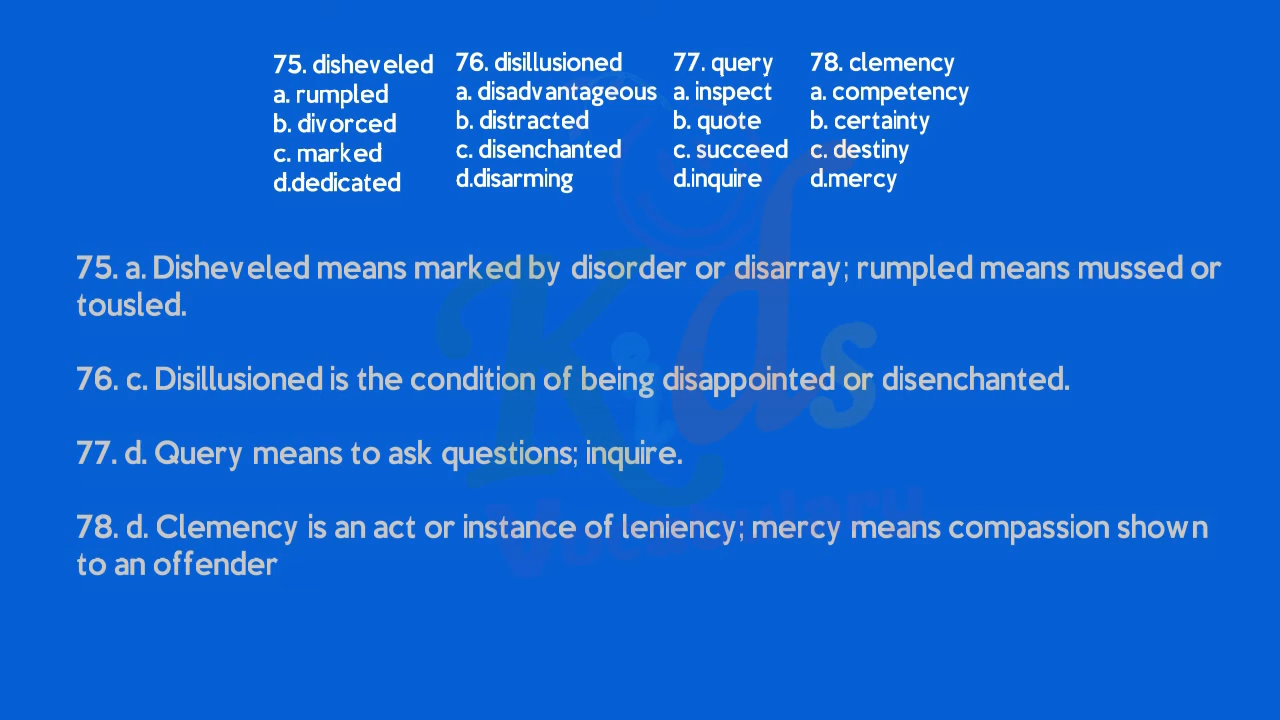 75. disheveled
a. rumpled
b. divorced
c. marked
d.dedicated
76. disillusioned
a. disadvantageous
b. distracted
c. disenchanted
d.disarming
77. query
a. inspect
b. quote
c. succeed
d.inquire
78. clemency
a. competency
b. certainty
c. destiny
d.mercy
75. a. Disheveled means marked by disorder or disarray; rumpled means mussed or
tousled.
76. c. Disillusioned is the condition of being disappointed or disenchanted.
77. d. Query means to ask questions; inquire.
78. d. Clemency is an act or instance of leniency; mercy means compassion shown
to an offender
Kids
Vocabulary